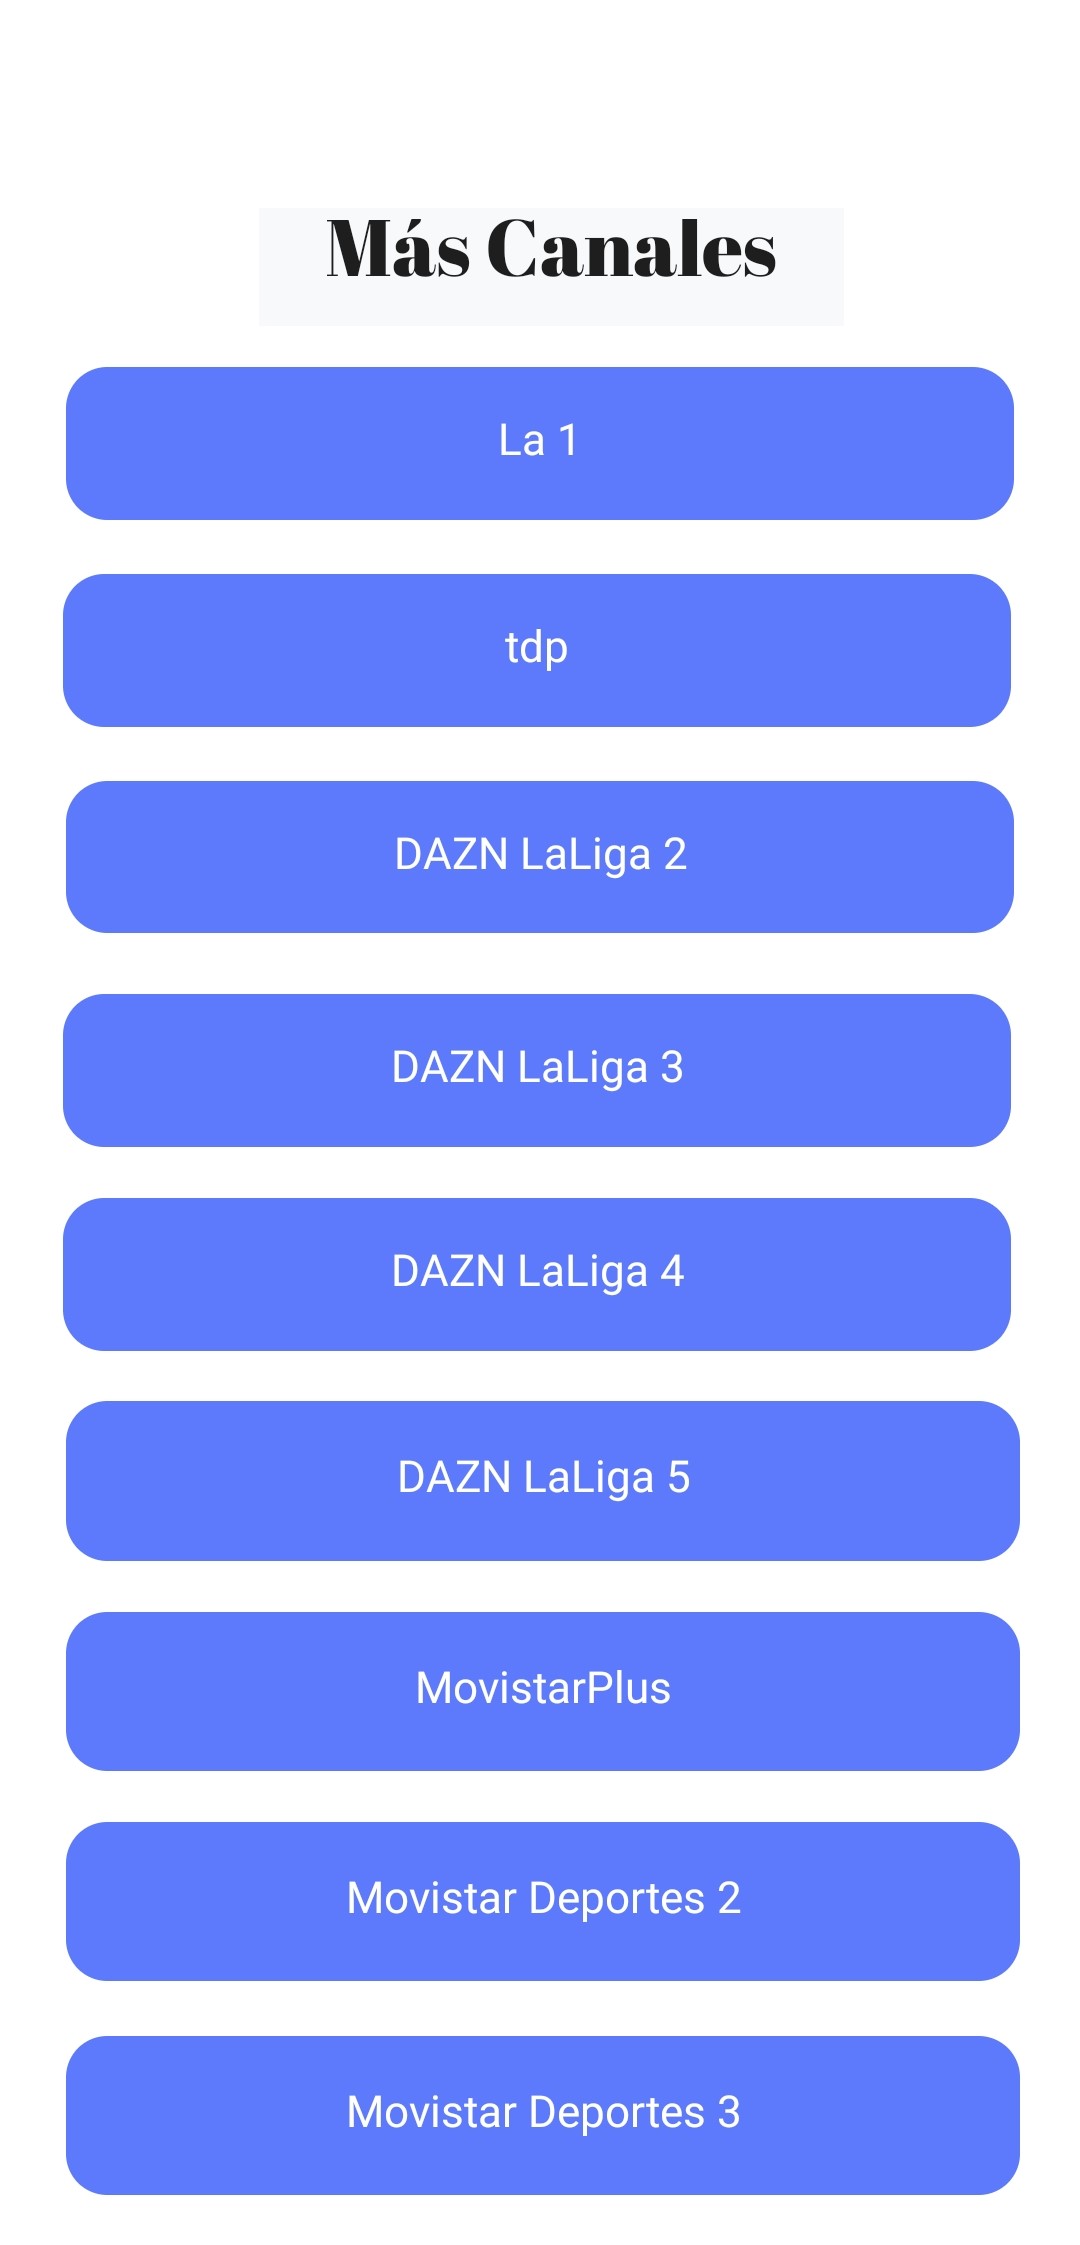 Más Canales
La 1
tdp
DAZN LaLiga 2
DAZN LaLiga 3
DAZN LaLiga 4
DAZN LaLiga 5
MovistarPlus
Movistar Deportes 2
Movistar Deportes 3